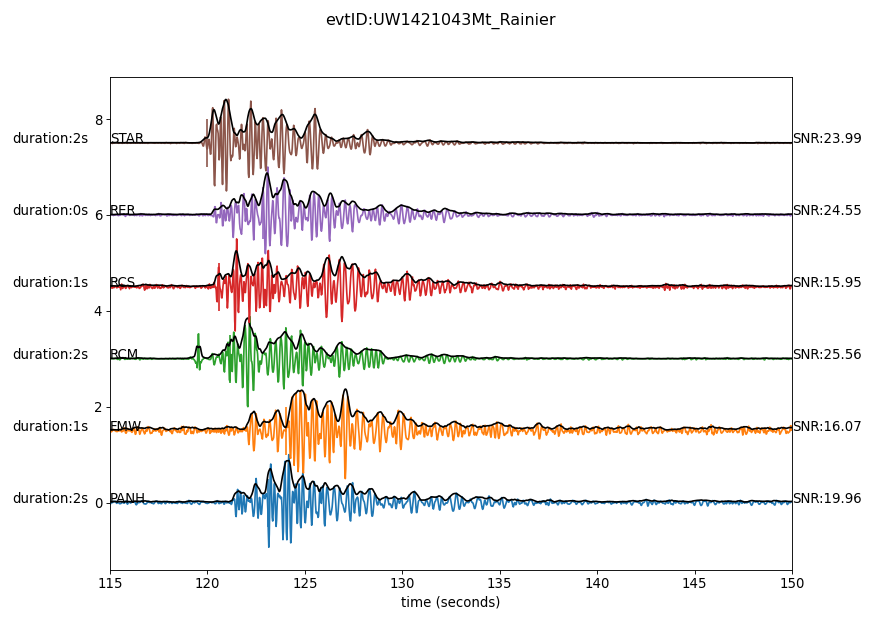 evtID:UW1421043Mt_Rainier
8
duration:2s STAR SNR:23.99
duration:0s RER SNR:24.55
6
duration:1s RCS SNR:15.95
4
duration:2s RCM SNR:25.56
2
duration:1s FMW SNR:16.07
duration:2s PANH SNR:19.96
0
115 120 125 130 135 140 145 150
time (seconds)